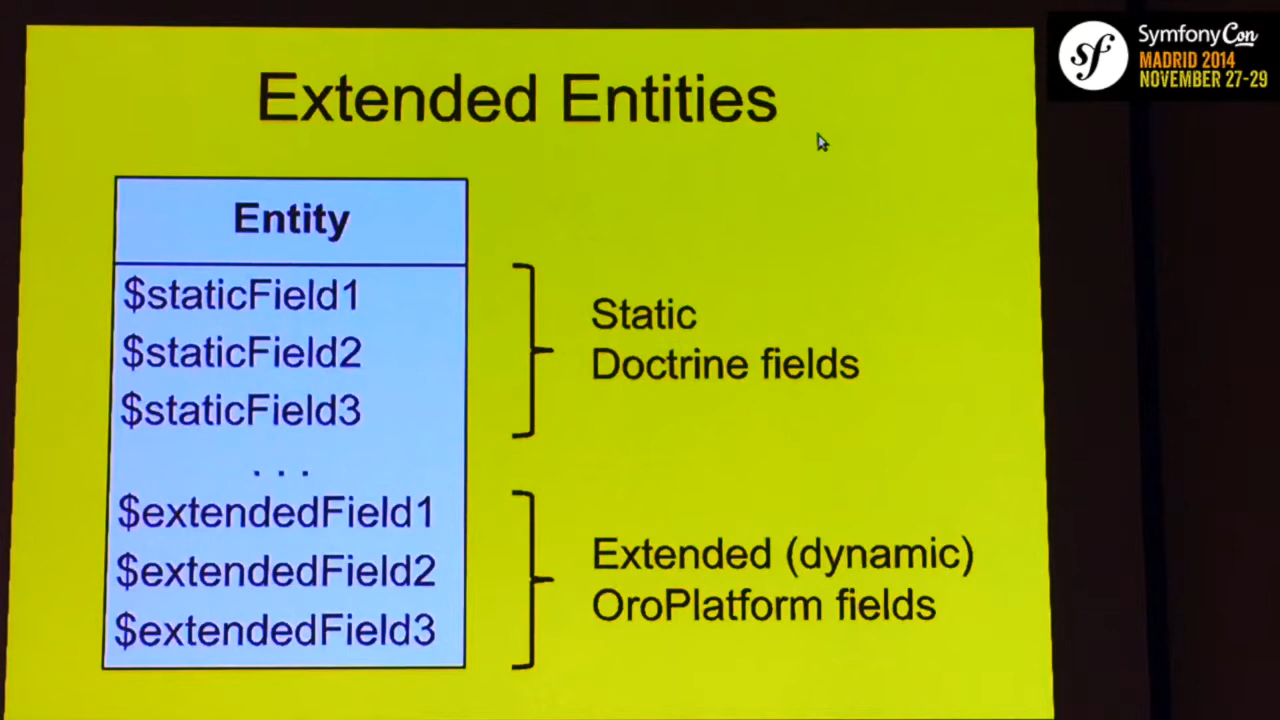 Extended Entities
Entity
$staticField1
$staticField2
$staticField3
. . .
$extendedField1
$extendedField2
$extendedField3
Static
Doctrine fields
Extended (dynamic)
OroPlatform fields
sf
SymfonyCon
MADRID 2014
NOVEMBER 27-29